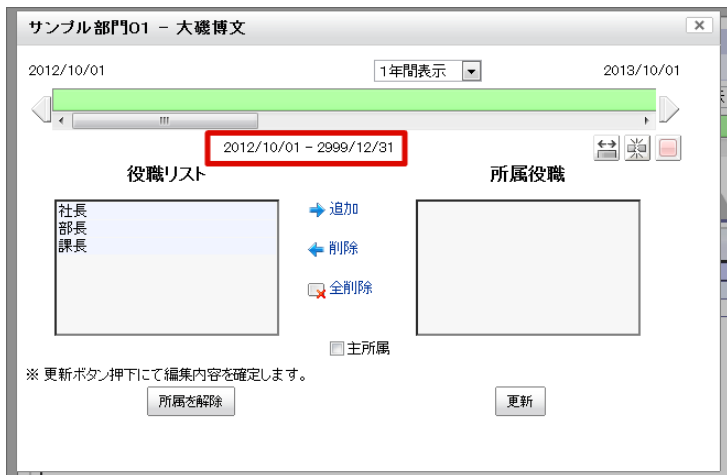 サンプル部門01 - 大磯博文
2012/10/01
1年間表示
2013/10/01
2012/10/01 - 2999/12/31
役職リスト
所属役職
社長
部長
課長
追加
削除
全削除
主所属
※ 更新ボタン押下にて編集内容を確定します。
所属を解除
更新